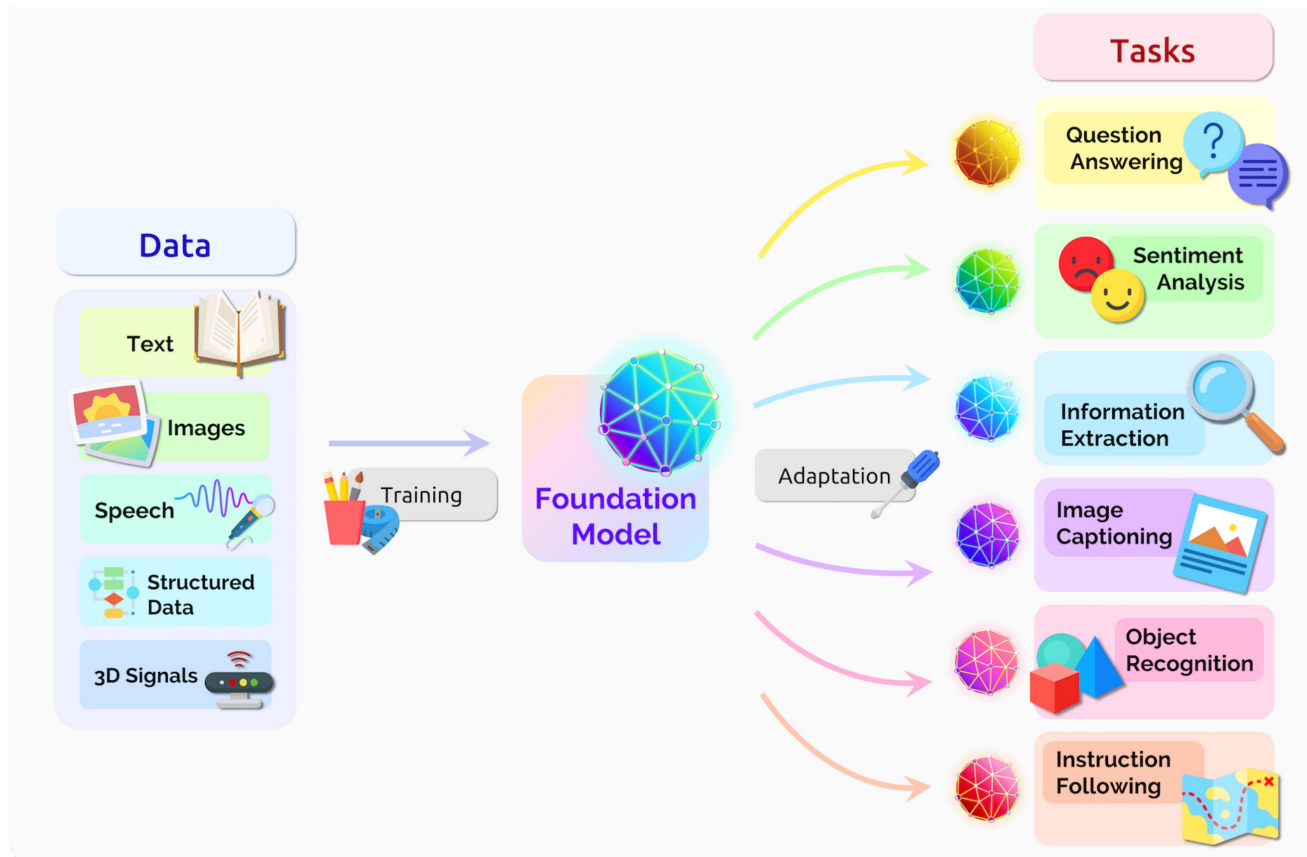 Data
Text
Images
Speech
Structured
Data
3D Signals
Training
Foundation
Model
Adaptation
Tasks
Question
Answering
Sentiment
Analysis
Information
Extraction
Image
Captioning
Object
Recognition
Instruction
Following